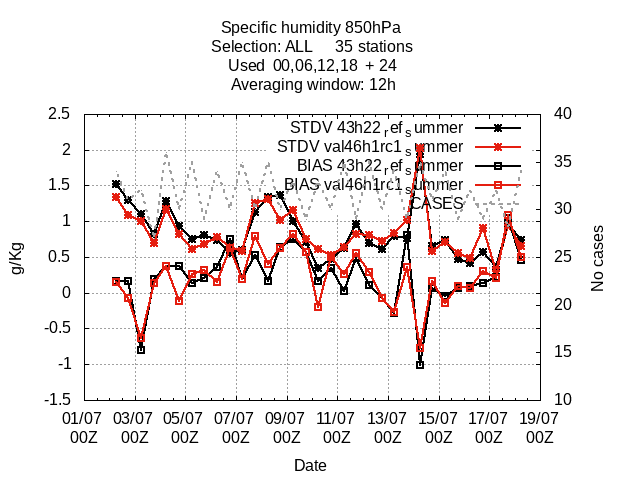 Specific humidity 850hPa
Selection: ALL 35 stations
Used 00,06,12,18 + 24
Averaging window: 12h
STDV 43h22_ref_summer
STDV val46h1rc1_summer
BIAS 43h22_ref_summer
BIAS val46h1rc1_summer
CASES
g/Kg
2.5
2
1.5
1
0.5
0
-0.5
-1
-1.5
40
35
30
25
20
15
10
No cases
01/07 03/07 05/07 07/07 09/07 11/07 13/07 15/07 17/07 19/07
00Z 00Z 00Z 00Z 00Z 00Z 00Z 00Z 00Z 00Z
Date